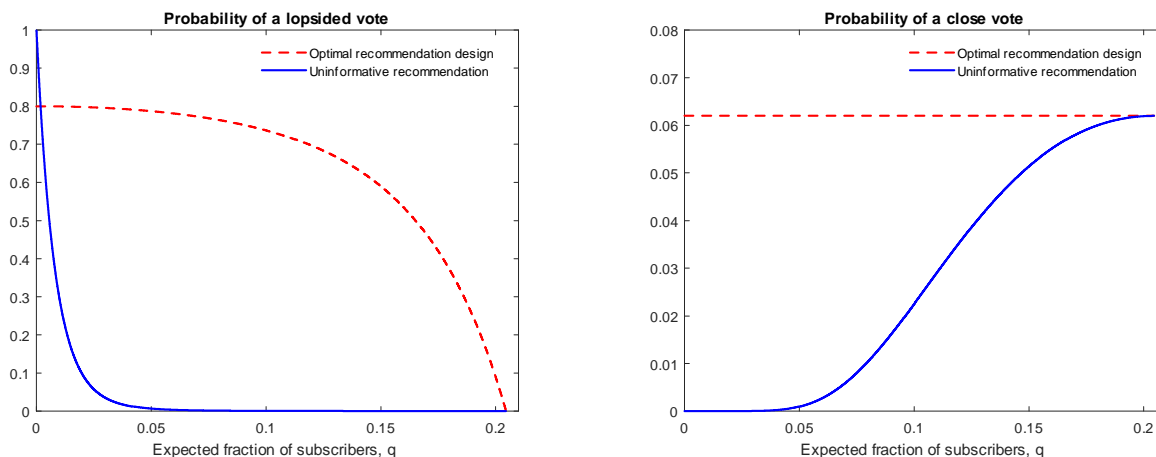 Probability of a lopsided vote
1
0.9
0.8
0.7
0.6
0.5
0.4
0.3
0.2
0.1
0
Optimal recommendation design
Uninformative recommendation
0 0.05 0.1 0.15 0.2
Expected fraction of subscribers, q
Probability of a close vote
0.08
0.07
0.06
0.05
0.04
0.03
0.02
0.01
0
Optimal recommendation design
Uninformative recommendation
0 0.05 0.1 0.15 0.2
Expected fraction of subscribers, q